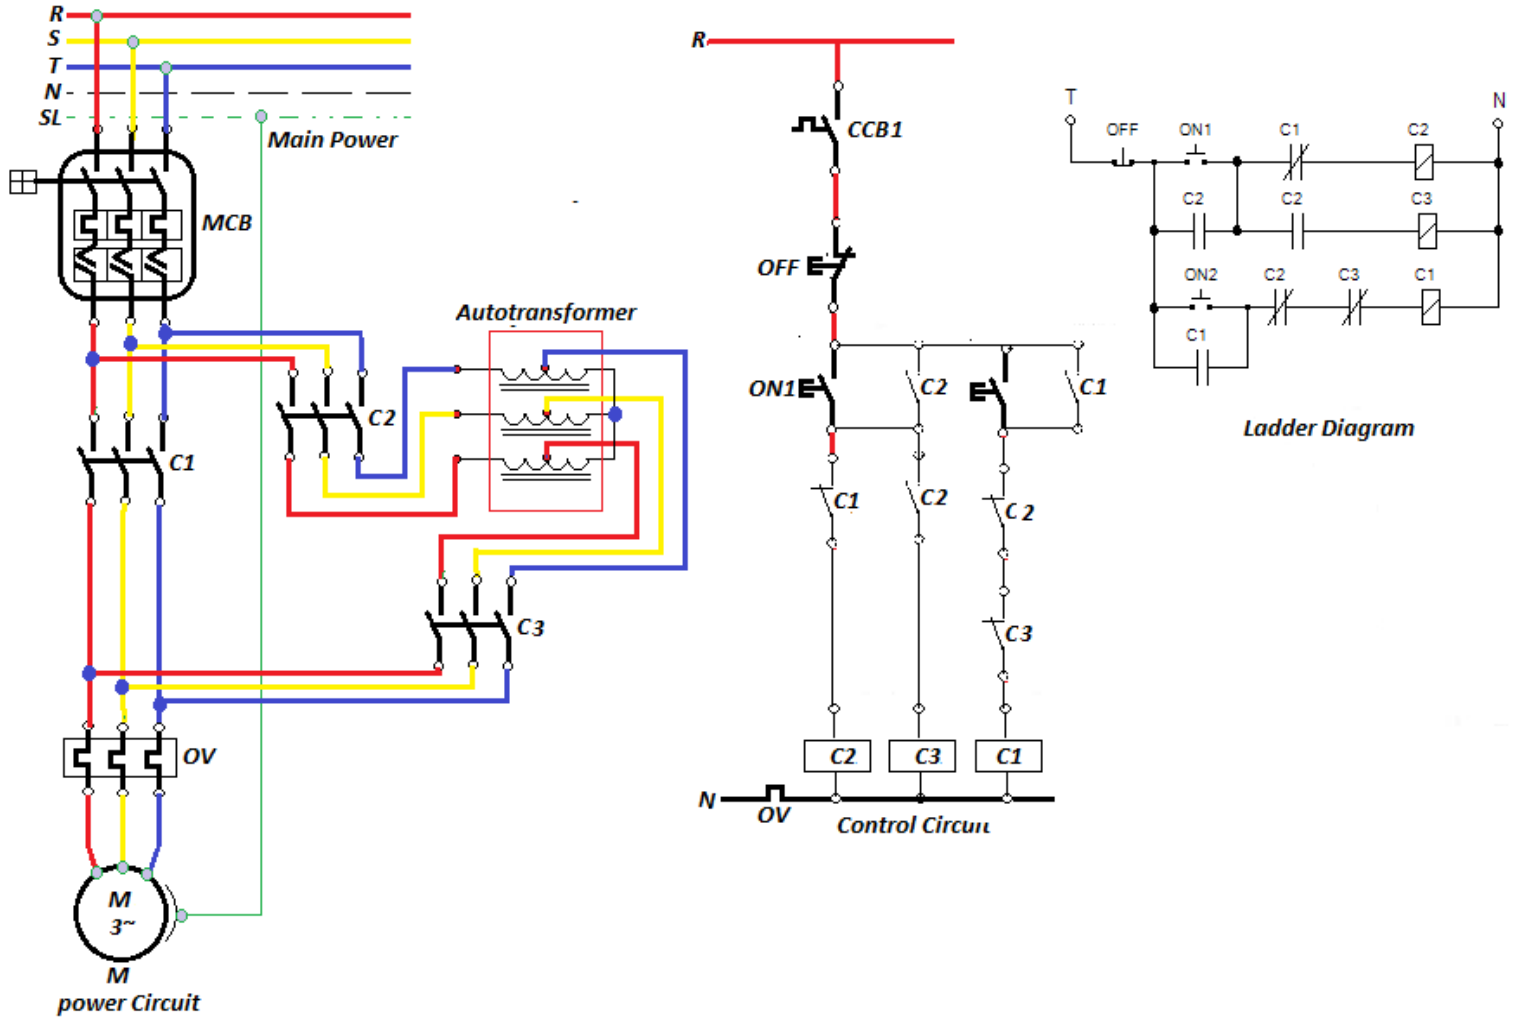 R
S
T
N
SL
Main Power
MCB
Autotransformer
C2
C1
C3
OV
M
3~
M
power Circuit
R
CCB1
OFF
ON1
C2
C1
C1
C2
C2
C3
C2
C3
C1
N
OV
Control Circuit
T
N
OFF
ON1
C1
C2
C2
C2
C3
ON2
C2
C3
C1
C1
Ladder Diagram